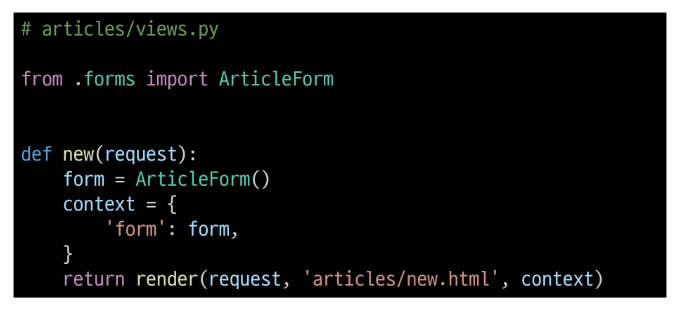 # articles/views.py
from .forms import ArticleForm
def new(request):
    form = ArticleForm()
    context = {
        'form': form,
    }
    return render(request, 'articles/new.html', context)